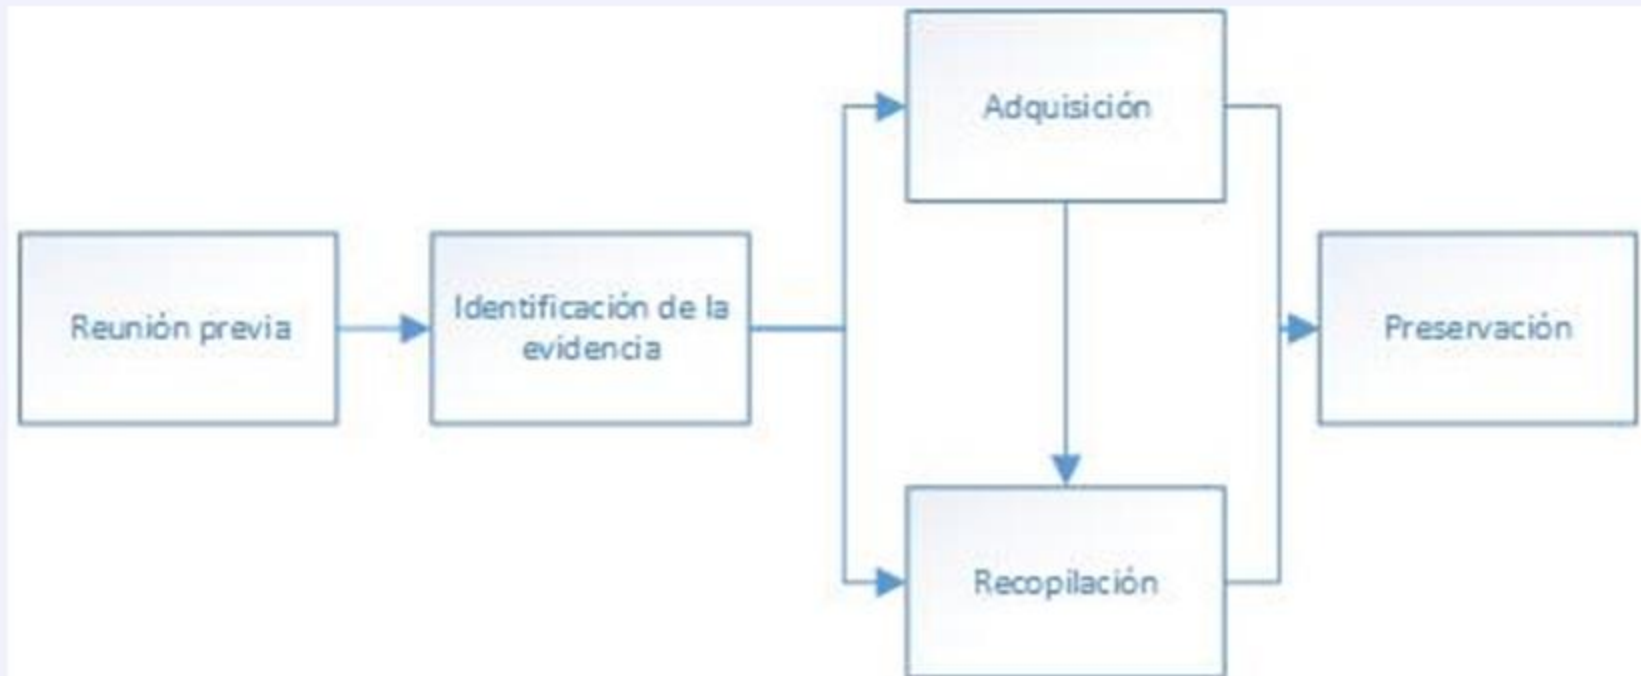 Reunión previa
Identificación de la
evidencia
Adquisición
Recopilación
Preservación